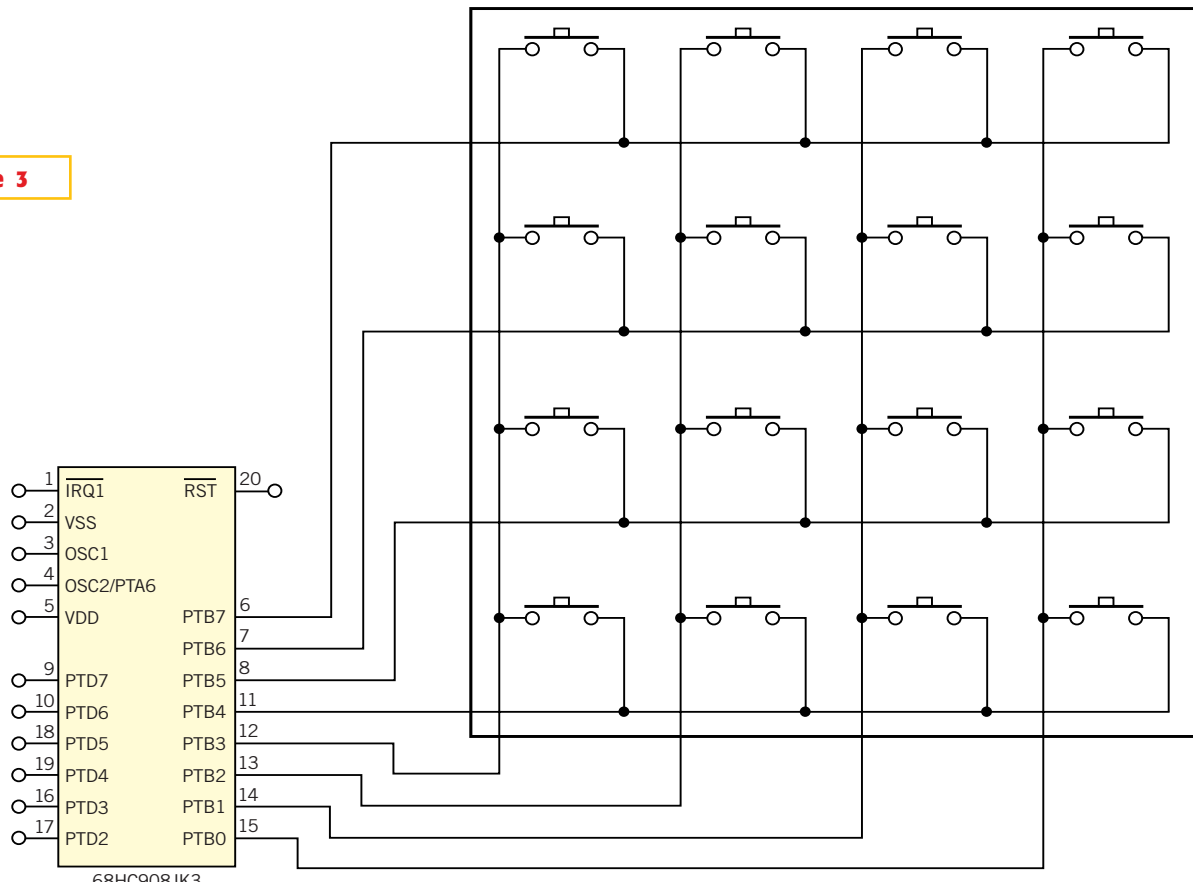 e 3
1 IRQ1
2 VSS
3 OSC1
4 OSC2/PTA6
5 VDD
9 PTD7
10 PTD6
18 PTD5
19 PTD4
16 PTD3
17 PTD2
RST 20
PTB7 6
PTB6 7
PTB5 8
PTB4 11
PTB3 12
PTB2 13
PTB1 14
PTB0 15
68HC908JK3